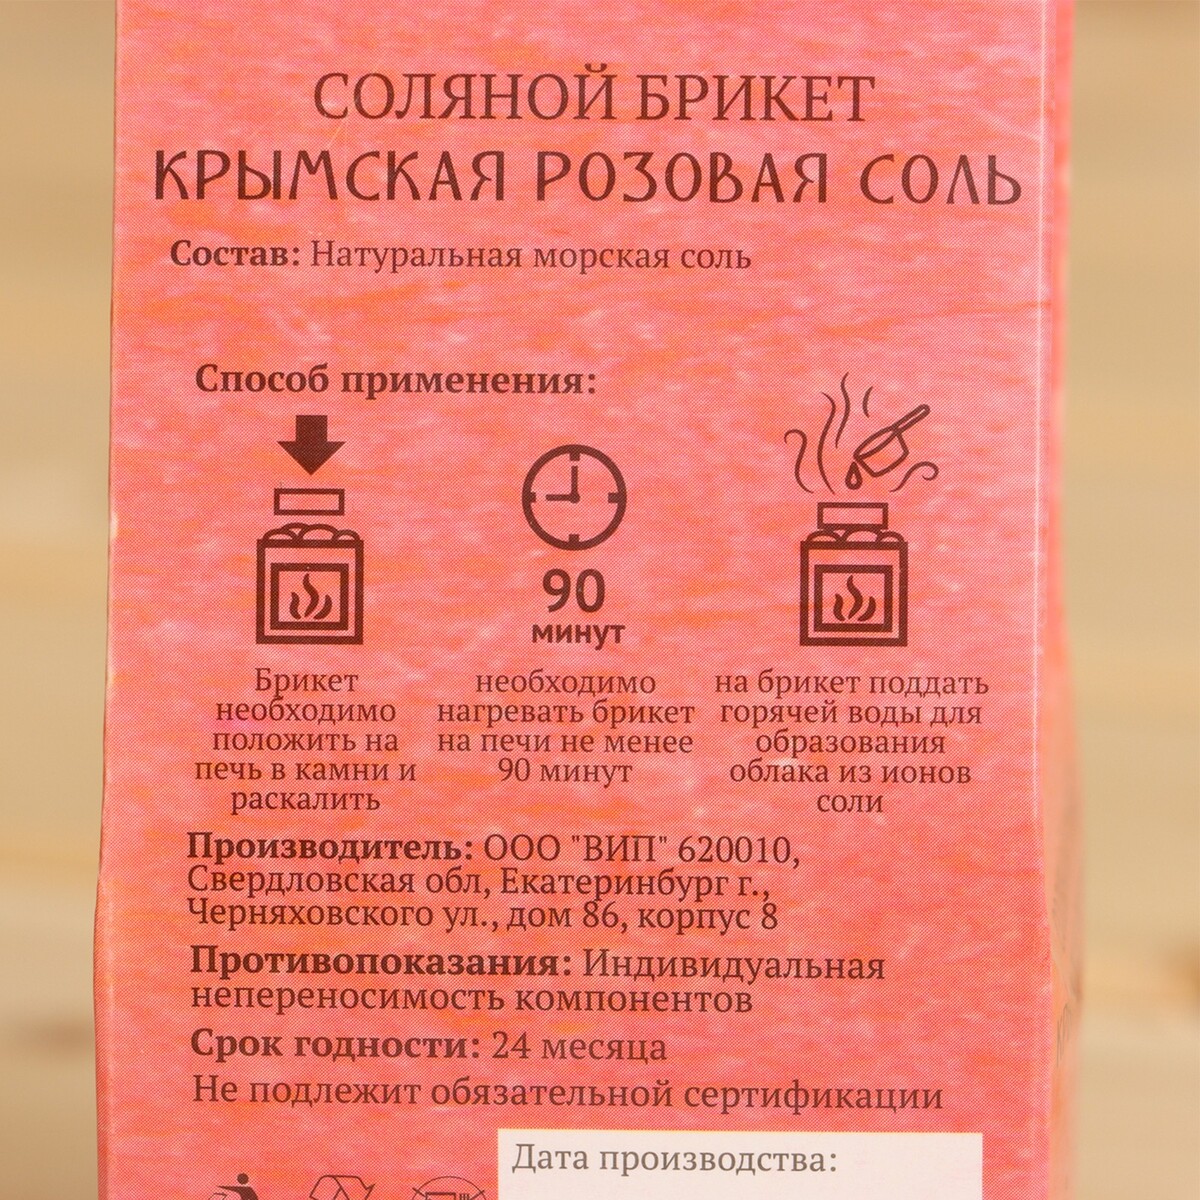 СОЛЯНОЙ БРИКЕТ
КРЫМСКАЯ РОЗОВАЯ СОЛЬ
Состав: Натуральная морская соль
Способ применения:
Брикет
необходимо
положить на
печь в камни и
раскалить
90
минут
необходимо
нагревать брикет
на печи не менее
90 минут
на брикет поддать
горячей воды для
образования
облака из ионов
соли
Производитель: ООО "ВИП" 620010,
Свердловская обл, Екатеринбург г.,
Черняховского ул., дом 86, корпус 8
Противопоказания: Индивидуальная
непереносимость компонентов
Срок годности: 24 месяца
Не подлежит обязательной сертификации
Дата производства: